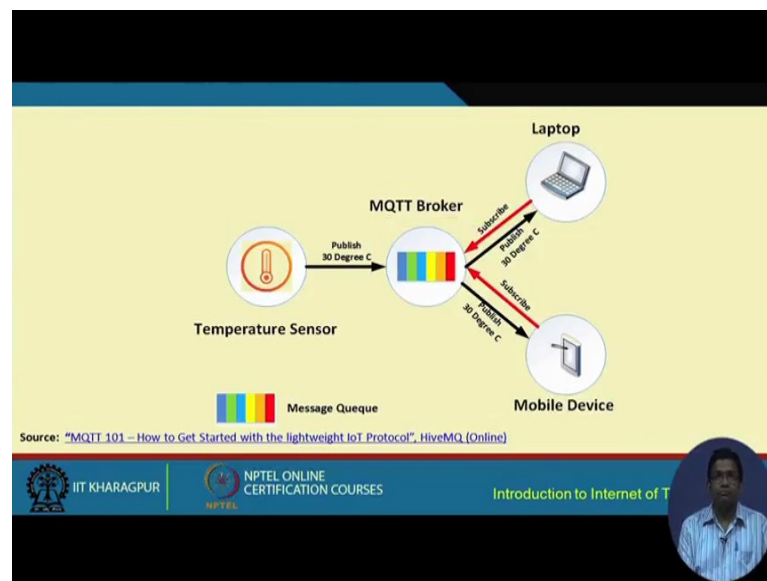 Laptop
MQTT Broker
Subscribe
Publish
30 Degree C
Publish
30 Degree C
Subscribe
Publish
30 Degree C
Temperature Sensor
Mobile Device
Message Queque
Source: "MQTT 101 – How to Get Started with the lightweight IoT Protocol", HiveMQ (Online)
IIT KHARAGPUR
NPTEL
NPTEL ONLINE
CERTIFICATION COURSES
Introduction to Internet of T